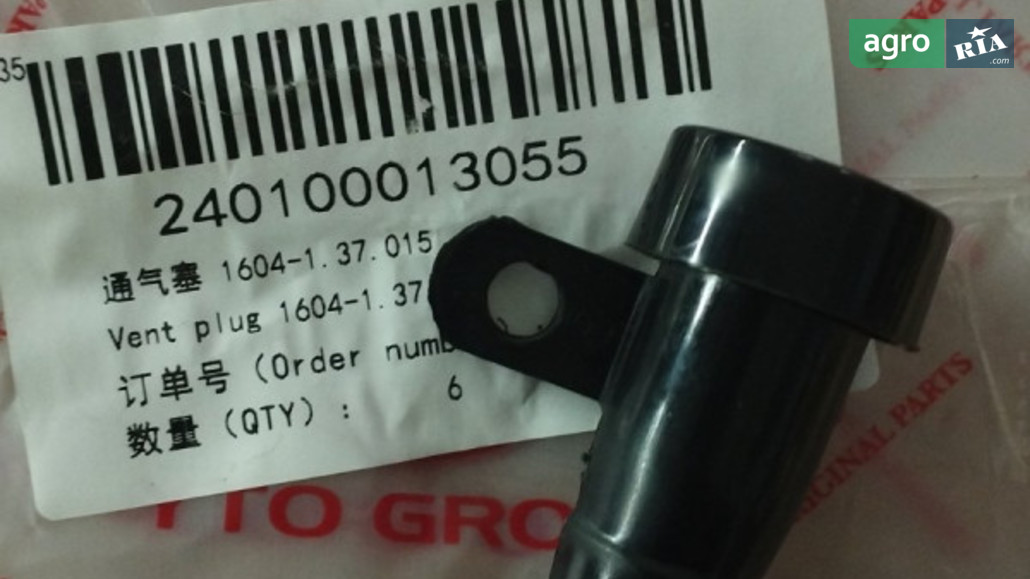 35
240100013055
通气塞 1604-1.37.015
Vent plug 1604-1.37
订单号 (Order numb
数量 (QTY) : 6
YTO GRO
ORIGINAL PARTS
agro RIA
.com